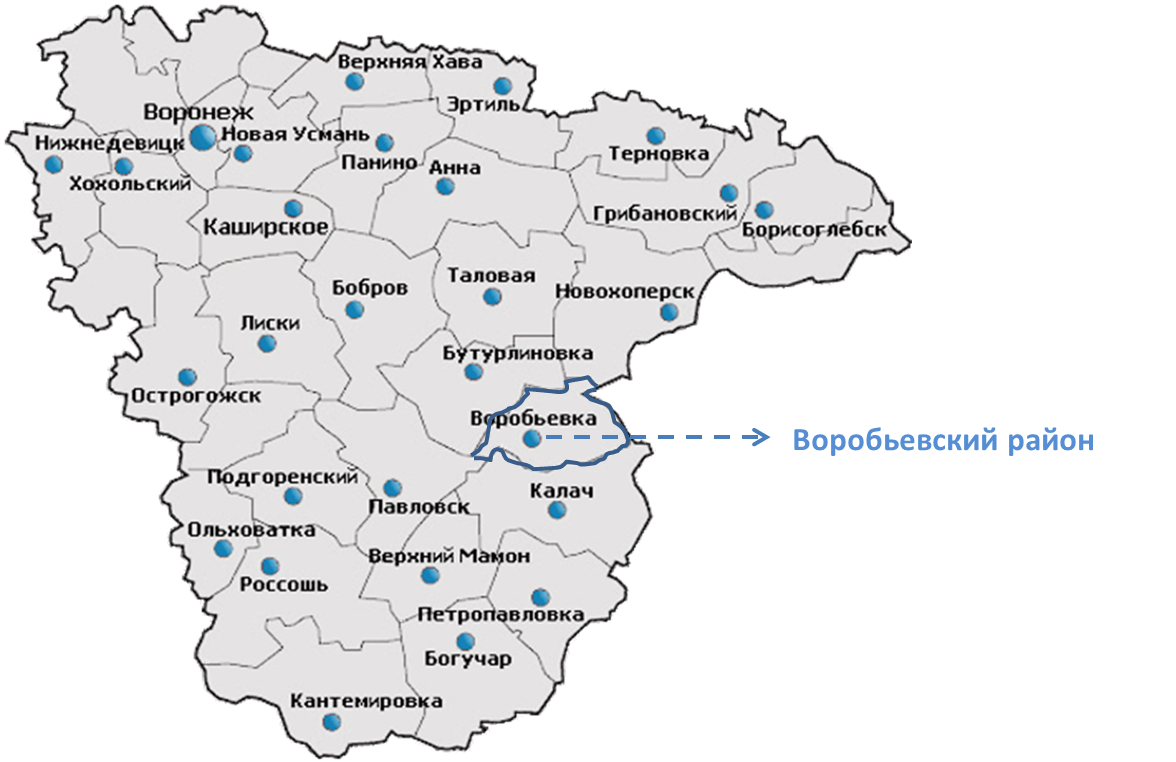 Верхняя Хава
Эртиль
Воронеж
Новая Усмань
Нижнедевицк
Хохольский
Панино
Анна
Терновка
Грибановский
Борисоглебск
Каширское
Бобров
Таловая
Новохоперск
Лиски
Бутурлиновка
Острогожск
Воробьевка
Воробьевский район
Подгоренский
Павловск
Калач
Ольховатка
Россошь
Верхний Мамон
Петропавловка
Богучар
Кантемировка